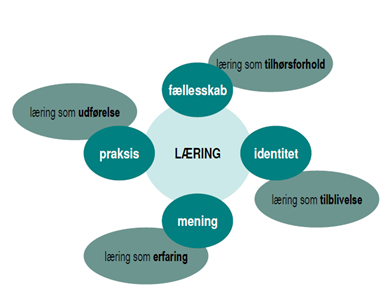 læring som tilhørsforhold
fællesskab
læring som udførelse
praksis
LÆRING
identitet
læring som tilblivelse
mening
læring som erfaring